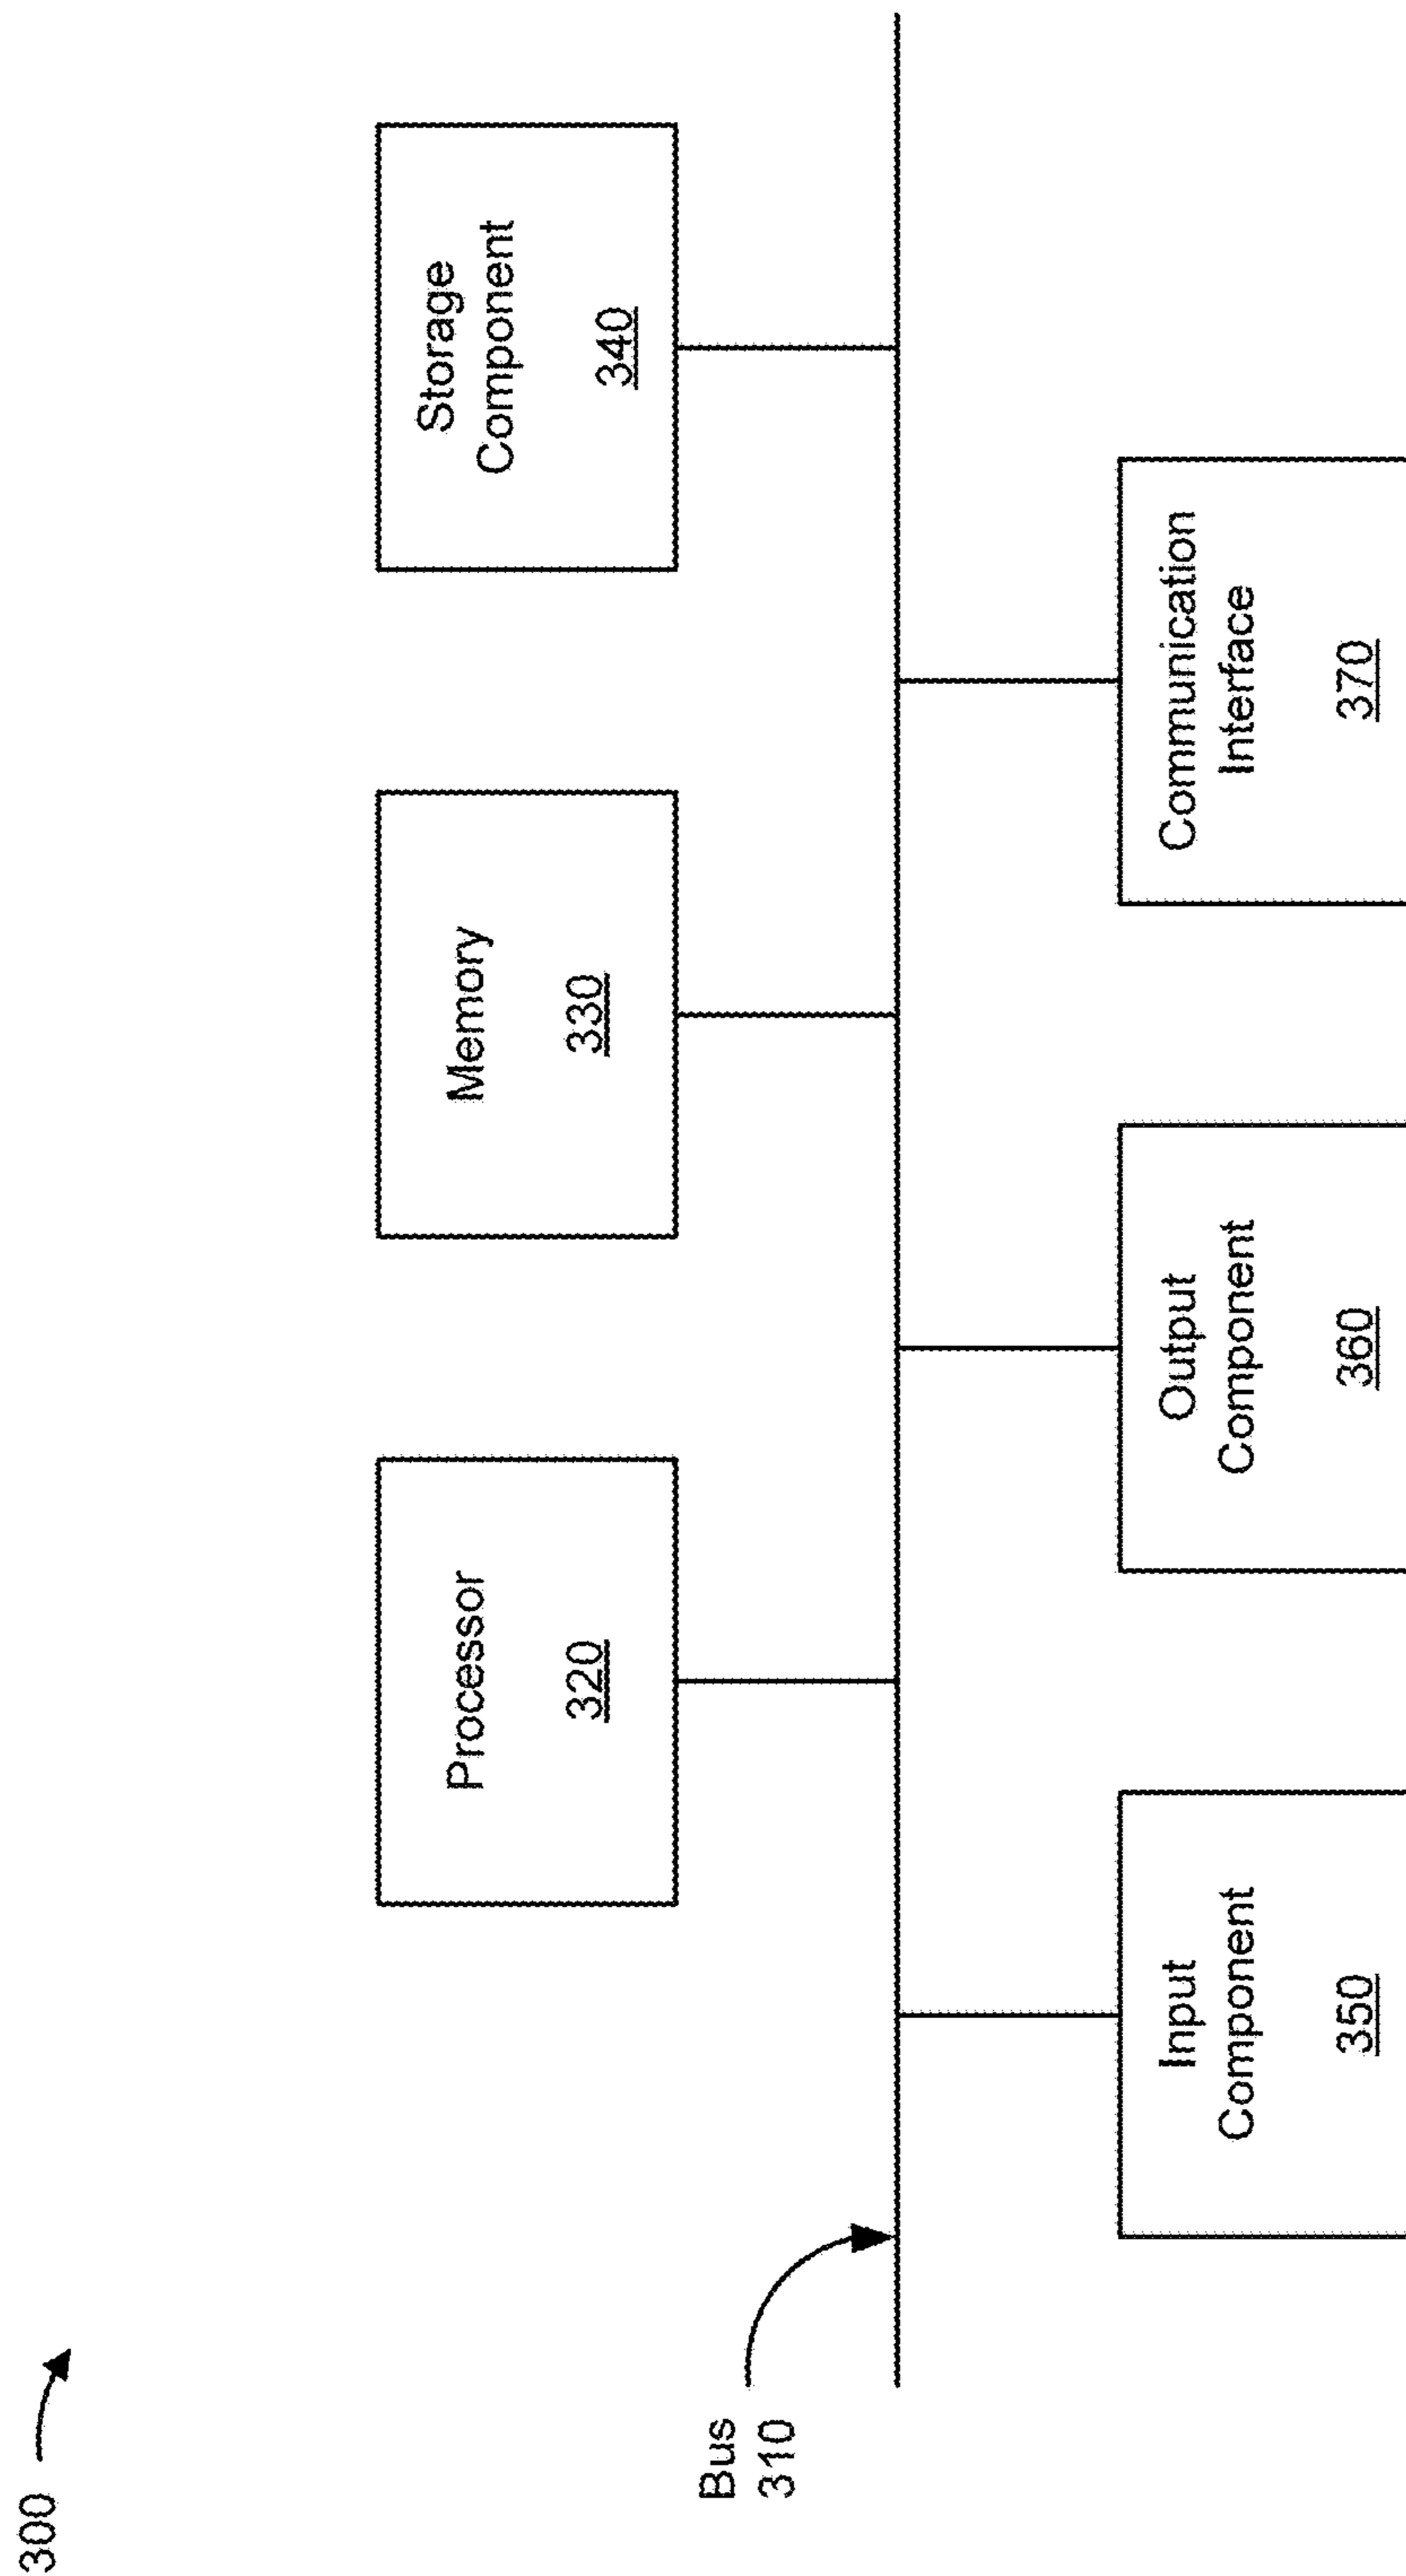 300
Processor
320
Memory
330
Storage
Component
340
Bus
310
Input
Component
350
Output
Component
360
Communication
Interface
370